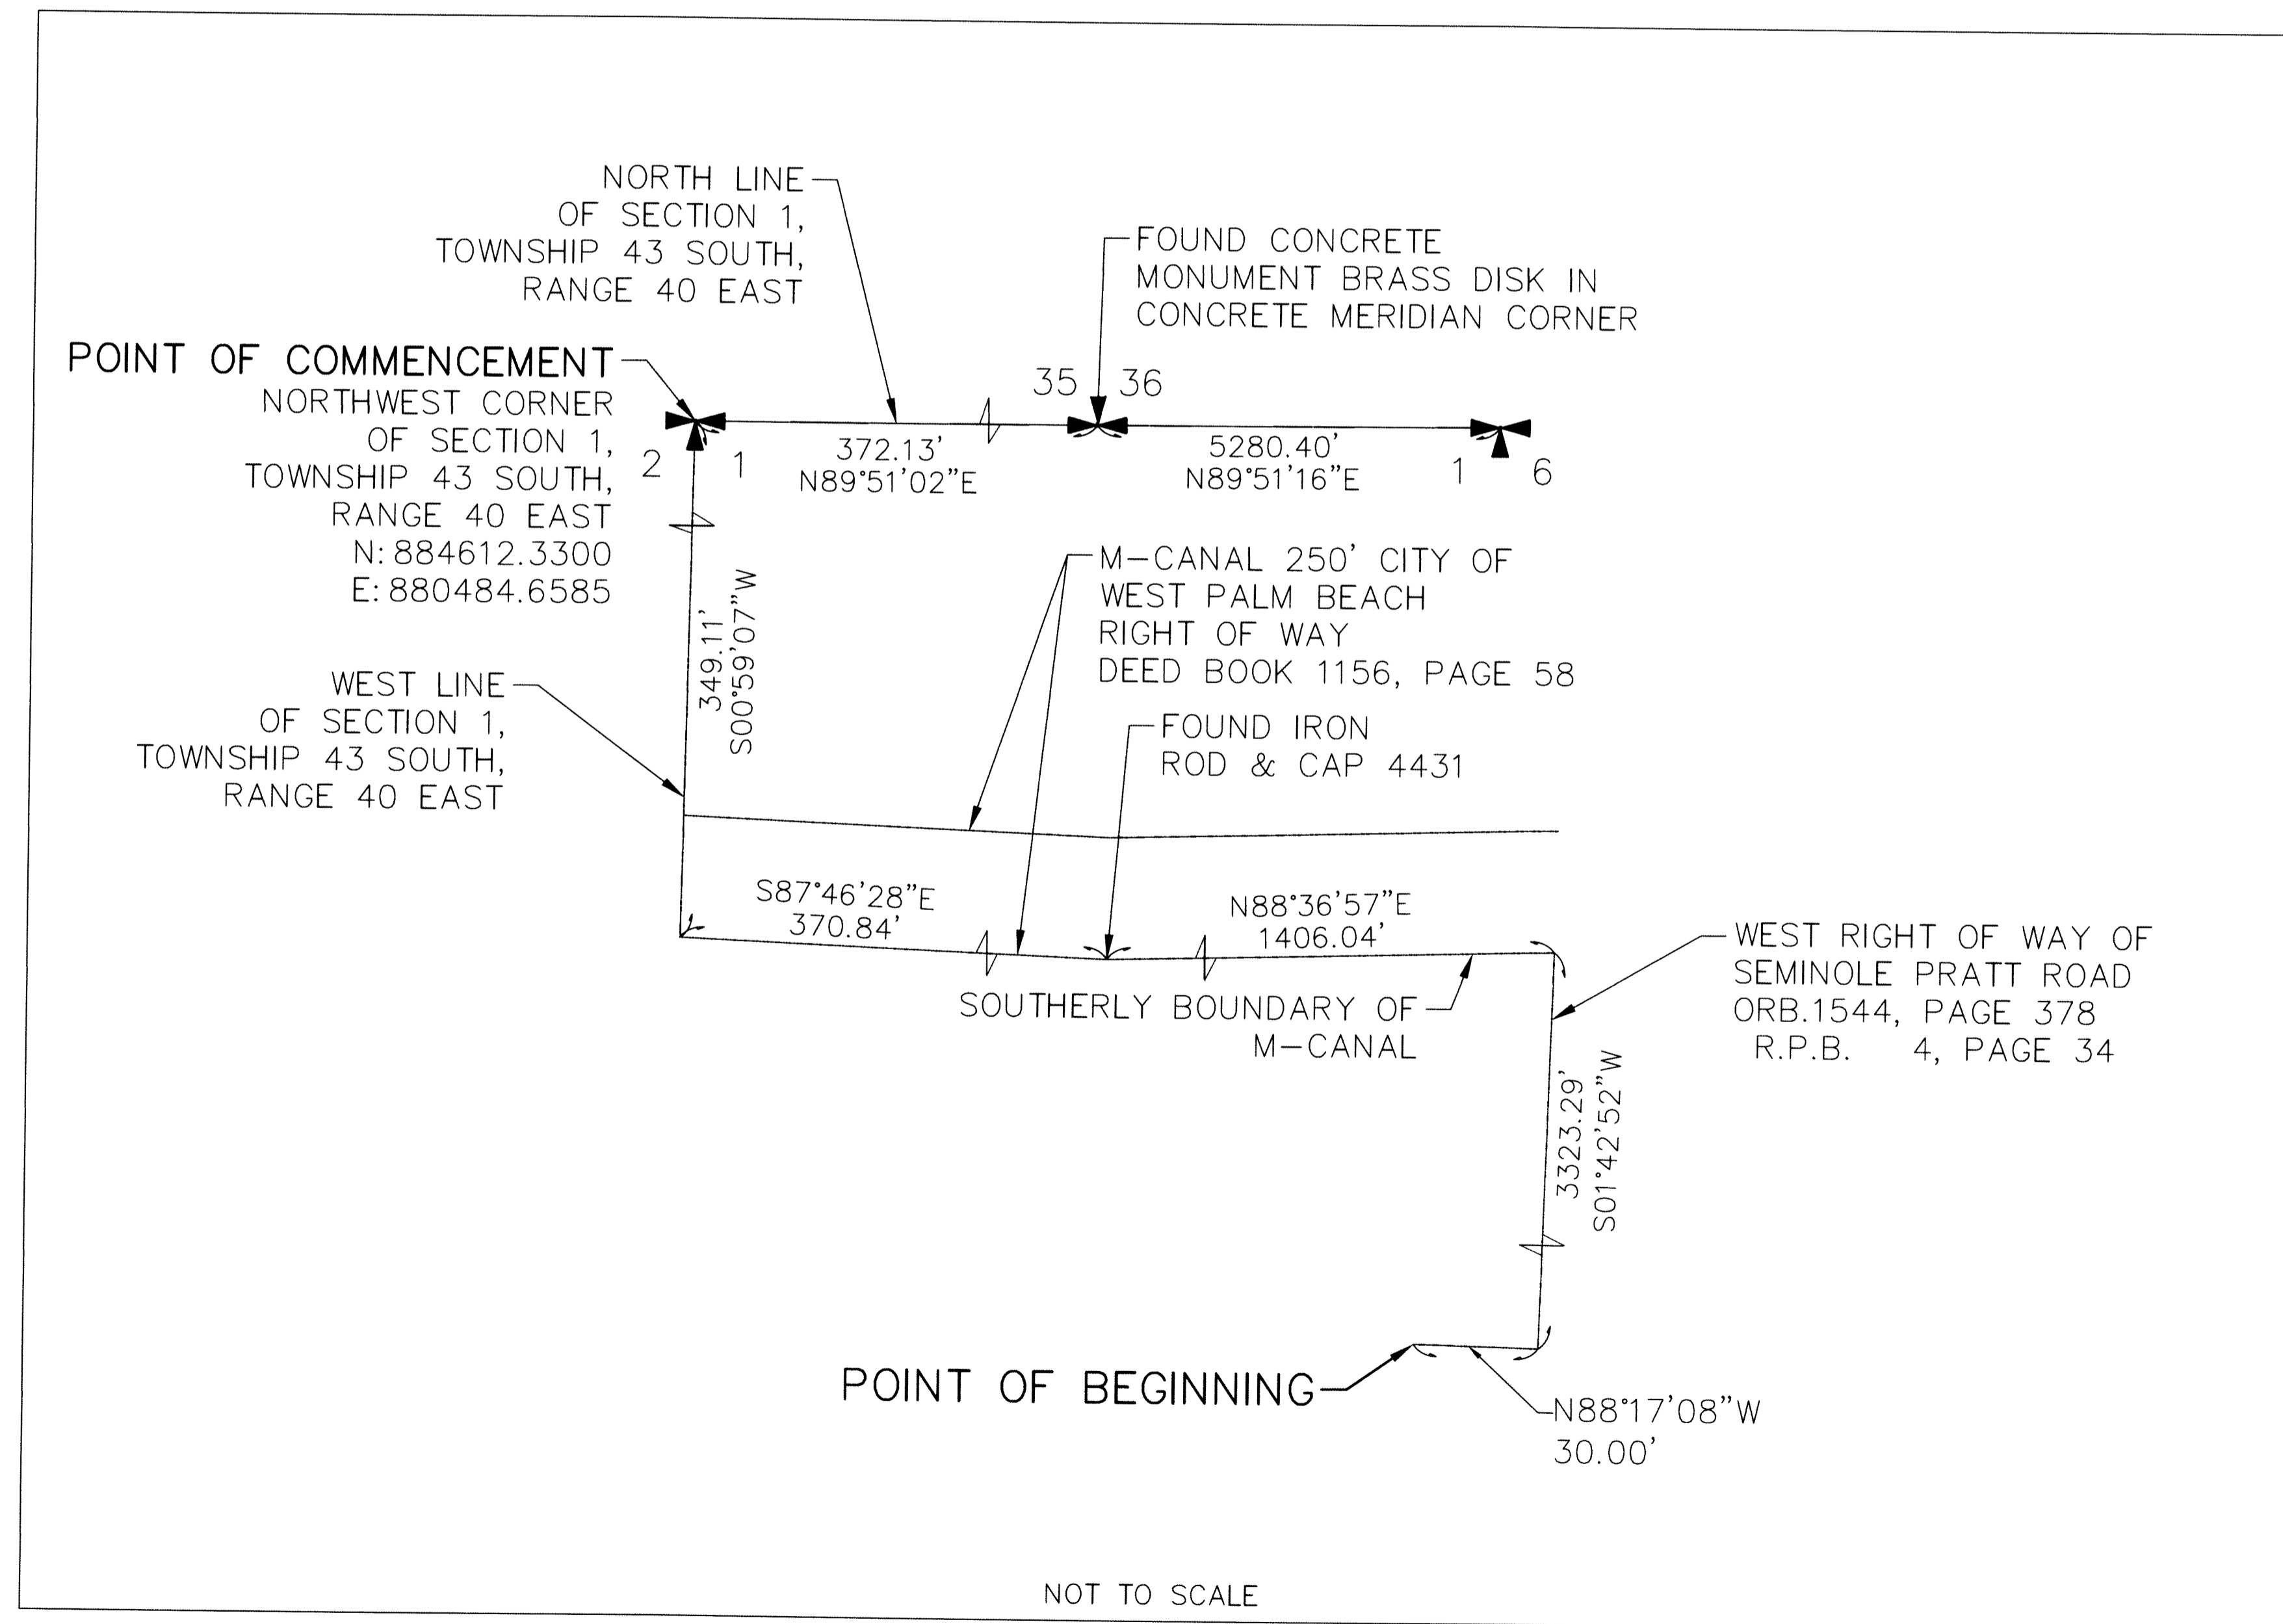 NORTH LINE
OF SECTION 1,
TOWNSHIP 43 SOUTH,
RANGE 40 EAST
FOUND CONCRETE
MONUMENT BRASS DISK IN
CONCRETE MERIDIAN CORNER
POINT OF COMMENCEMENT
NORTHWEST CORNER
OF SECTION 1,
TOWNSHIP 43 SOUTH,
RANGE 40 EAST
N: 884612.3300
E: 880484.6585
35 36
2 1
372.13'
N89°51'02"E
5280.40'
N89°51'16"E
1 6
349.11'
S00°59'07"W
M-CANAL 250' CITY OF
WEST PALM BEACH
RIGHT OF WAY
DEED BOOK 1156, PAGE 58
WEST LINE
OF SECTION 1,
TOWNSHIP 43 SOUTH,
RANGE 40 EAST
FOUND IRON
ROD & CAP 4431
S87°46'28"E
370.84'
N88°36'57"E
1406.04'
WEST RIGHT OF WAY OF
SEMINOLE PRATT ROAD
ORB.1544, PAGE 378
R.P.B. 4, PAGE 34
SOUTHERLY BOUNDARY OF
M-CANAL
3323.29'
S01°42'52"W
POINT OF BEGINNING
N88°17'08"W
30.00'
NOT TO SCALE